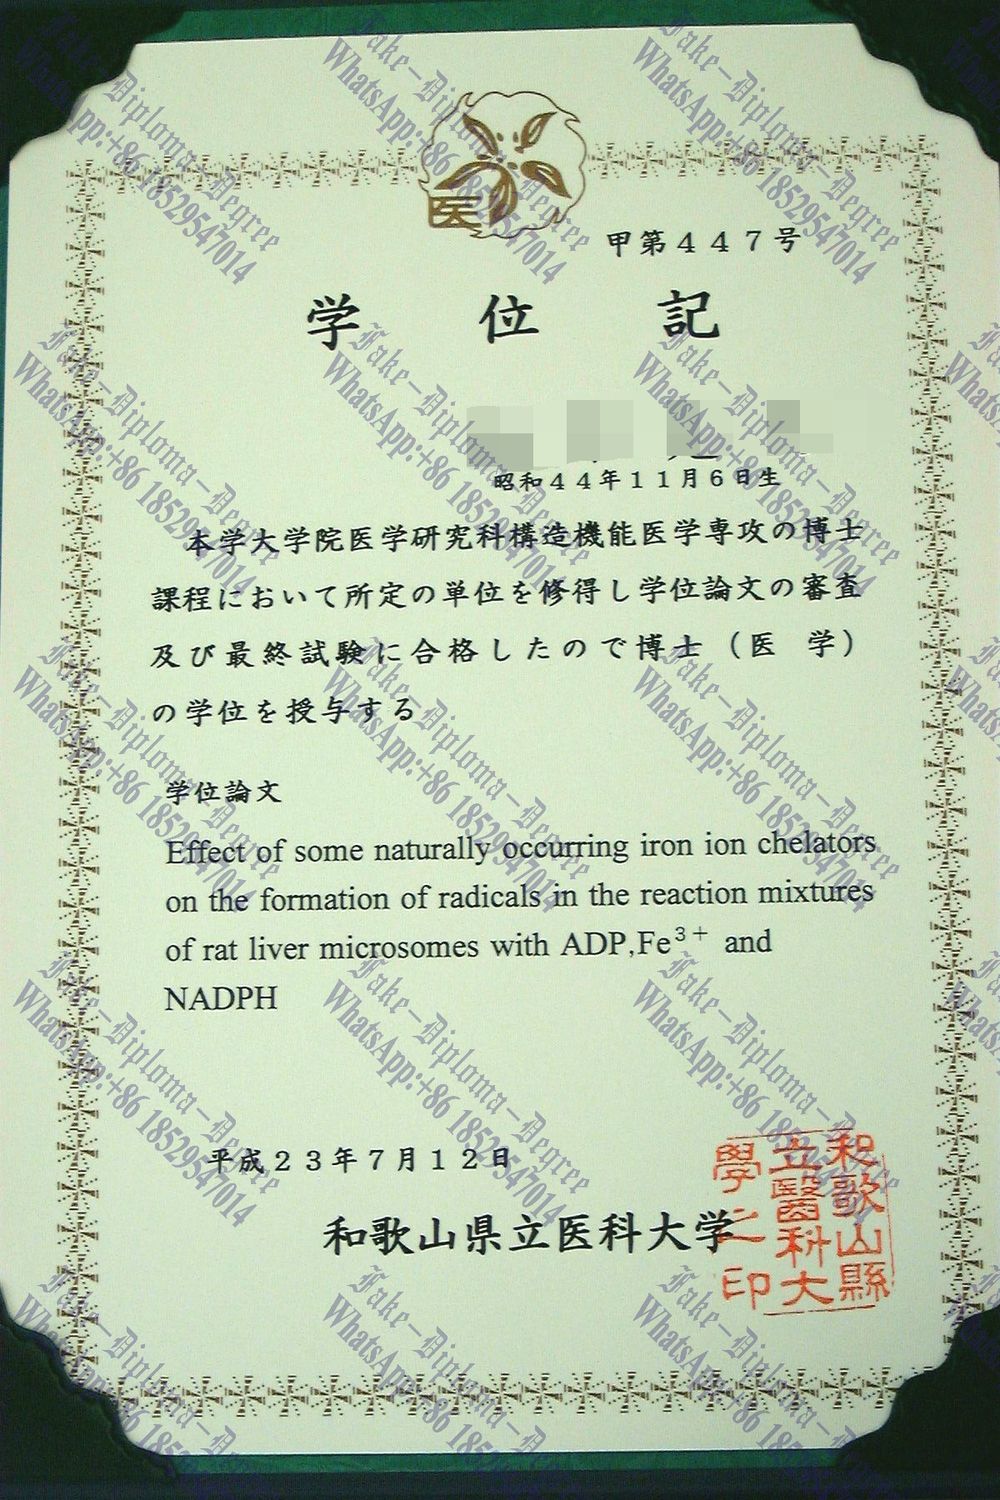 医
甲第４４７号
学位記
昭和４４年１１月６日生
本学大学院医学研究科構造機能医学専攻の博士
課程において所定の単位を修得し学位論文の審査
及び最終試験に合格したので博士（医　学）
の学位を授与する
学位論文
Effect of some naturally occurring iron ion chelators
on the formation of radicals in the reaction mixtures
of rat liver microsomes with ADP,Fe³⁺ and
NADPH
平成２３年７月１２日
和歌山県立医科大学
和歌山縣
立醫科大
學之印
Fake-Diploma-Degree
WhatsApp:+86 18529547014